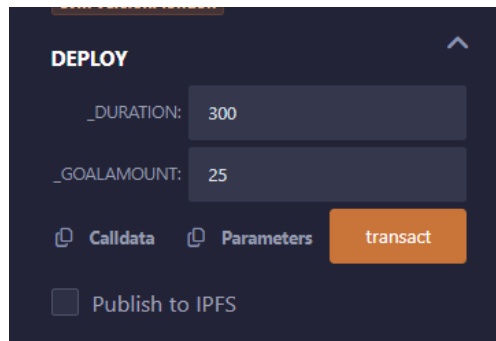 DEPLOY
_DURATION: 300
_GOALAMOUNT: 25
Calldata Parameters transact
Publish to IPFS